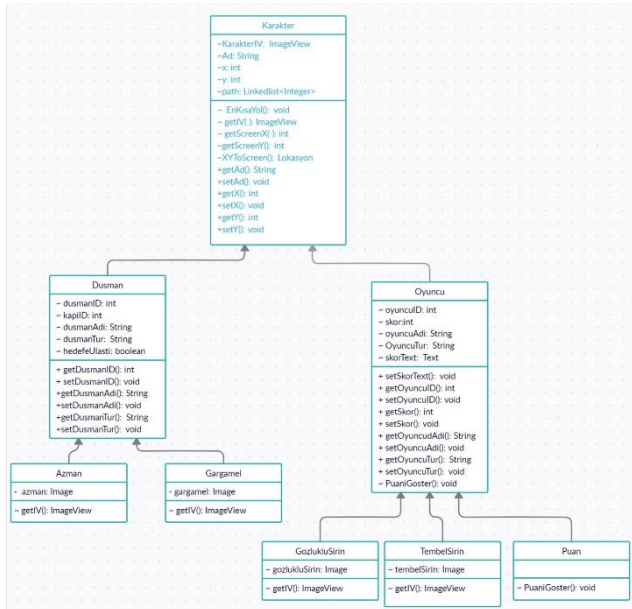 Karakter
~KarakterIV: ImageView
~Ad: String
~x: int
~y: int
~path: Linkedlist<Integer>
~ EnKısaYol(): void
~ getIV( ): ImageView
~ getScreenX( ): int
~getScreenY(): int
~XYToScreen(): Lokasyon
+getAd(): String
+setAd(): void
+getX(): int
+setX(): void
+getY(): int
+setY(): void
Dusman
~ dusmanID: int
~ kapiID: int
~ dusmanAdi: String
~ dusmanTur: String
~ hedefeUlasti: boolean
+ getDusmanID(): int
+ setDusmanID(): void
+getDusmanAdi(): String
+setDusmanAdi(): void
+getDusmanTur(): String
+setDusmanTur(): void
Oyuncu
~ oyuncuID: int
~ skor:int
~ oyuncuAdi: String
~ OyuncuTur: String
~ skorText: Text
+ setSkorText(): void
+ getOyuncuID(): int
+ setOyuncuID(): void
+ getSkor(): int
+ setSkor(): void
+ getOyuncudAdi(): String
+ setOyuncuAdi(): void
+ getOyuncuTur(): String
+ setOyuncuTur(): void
~ PuaniGoster(): void
Azman
- azman: Image
~ getIV(): ImageView
Gargamel
- gargamel: Image
~ getIV(): ImageView
GozlukluSirin
~ gozlukluSirin: Image
~getIV(): ImageView
TembelSirin
~ tembelSirin: Image
~ getIV(): ImageView
Puan
~ PuaniGoster(): void